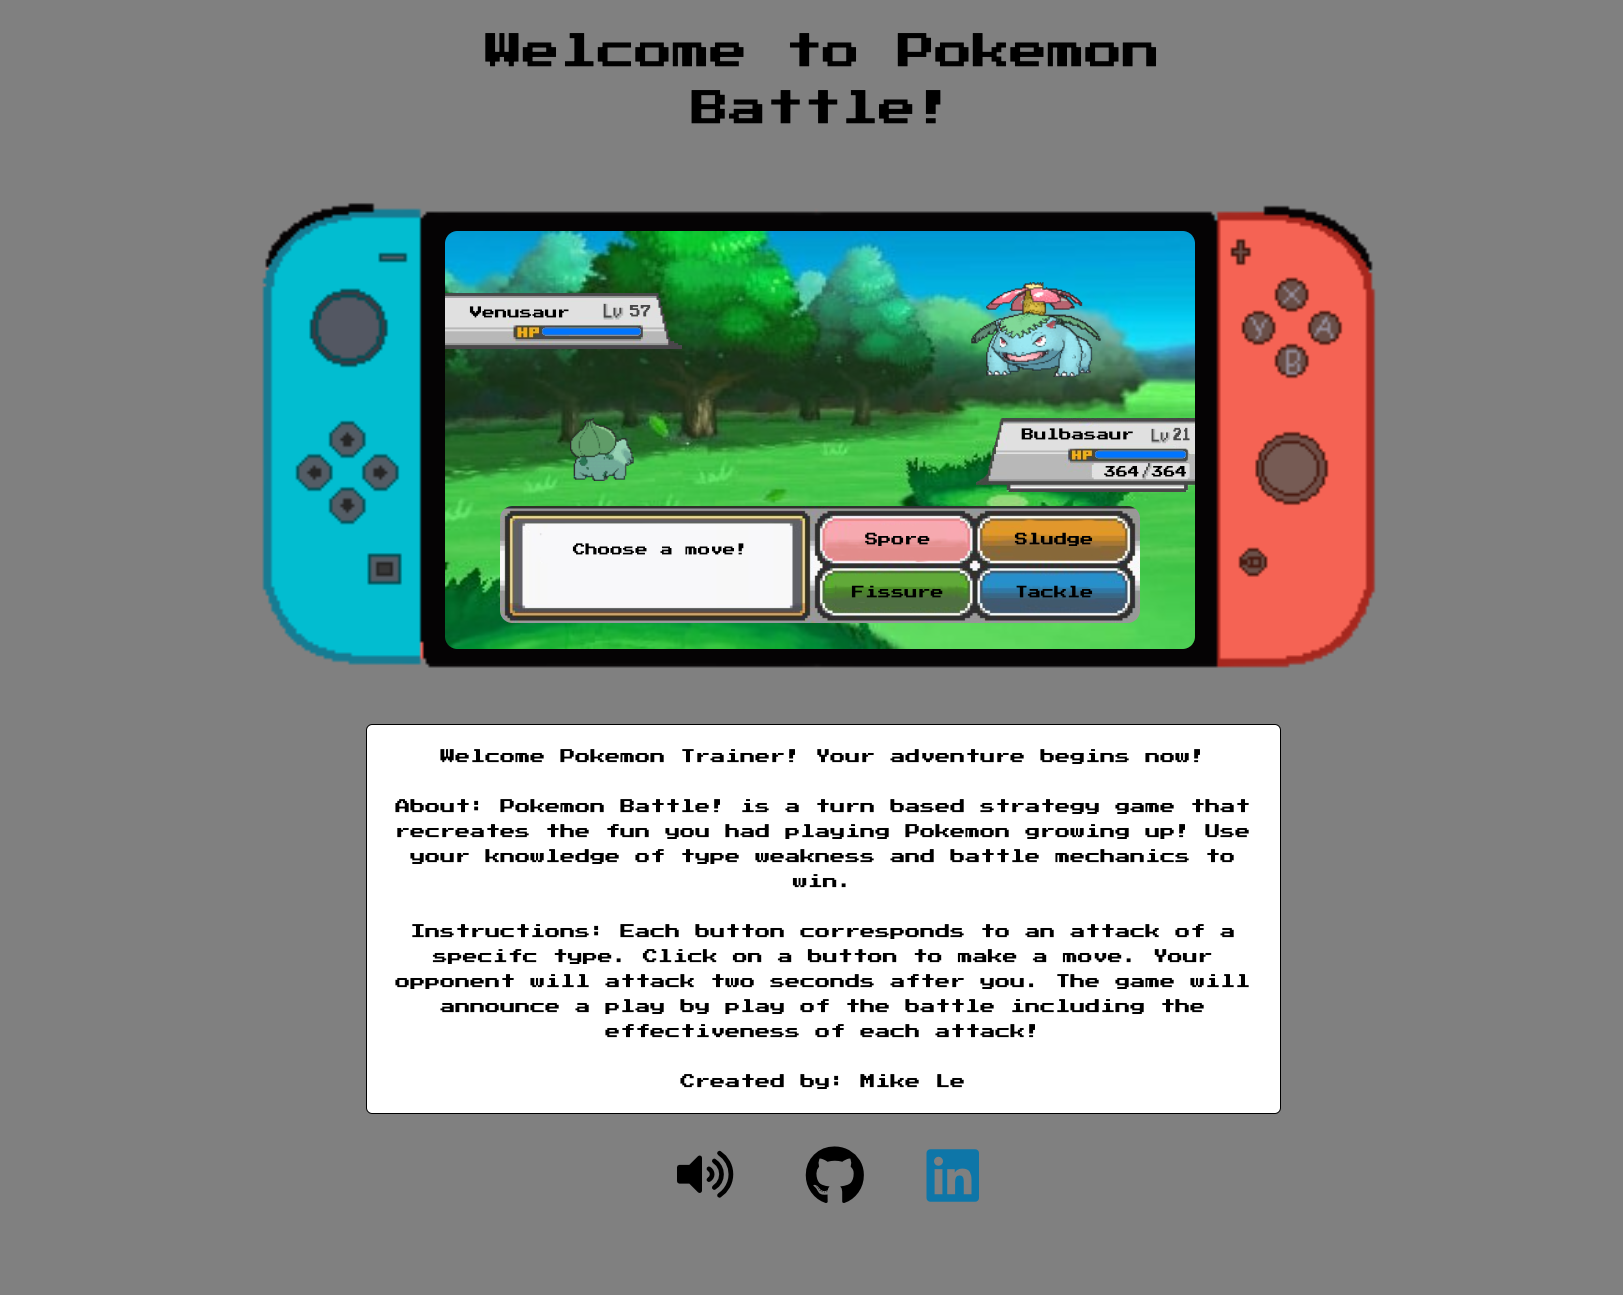 Welcome to Pokemon
Battle!
Venusaur Lv 57
HP
X
Y A
B
Bulbasaur Lv 21
HP
364/364
Choose a move!
Spore Sludge
Fissure Tackle
Welcome Pokemon Trainer! Your adventure begins now!
About: Pokemon Battle! is a turn based strategy game that
recreates the fun you had playing Pokemon growing up! Use
your knowledge of type weakness and battle mechanics to
win.
Instructions: Each button corresponds to an attack of a
specifc type. Click on a button to make a move. Your
opponent will attack two seconds after you. The game will
announce a play by play of the battle including the
effectiveness of each attack!
Created by: Mike Le
in